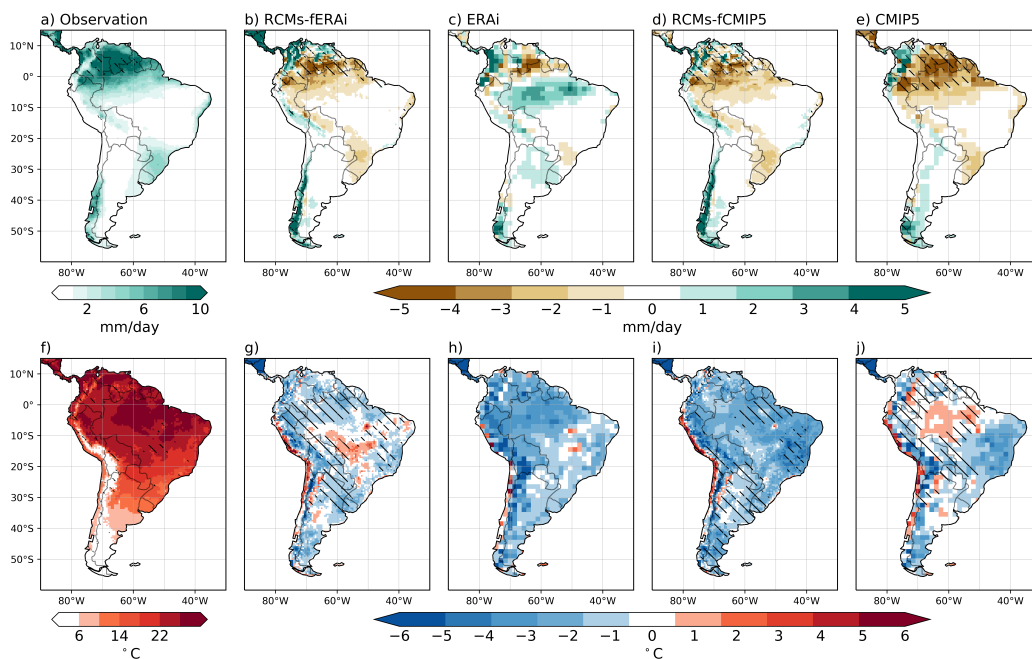 a) Observation b) RCMs-fERAi c) ERAi d) RCMs-fCMIP5 e) CMIP5
10°N
0°
10°S
20°S
30°S
40°S
50°S
80°W 60°W 40°W 80°W 60°W 40°W 80°W 60°W 40°W 80°W 60°W 40°W 80°W 60°W 40°W
2 6 10 −5 −4 −3 −2 −1 0 1 2 3 4 5
mm/day mm/day
f) g) h) i) j)
10°N
0°
10°S
20°S
30°S
40°S
50°S
80°W 60°W 40°W 80°W 60°W 40°W 80°W 60°W 40°W 80°W 60°W 40°W 80°W 60°W 40°W
6 14 22 −6 −5 −4 −3 −2 −1 0 1 2 3 4 5 6
°C °C